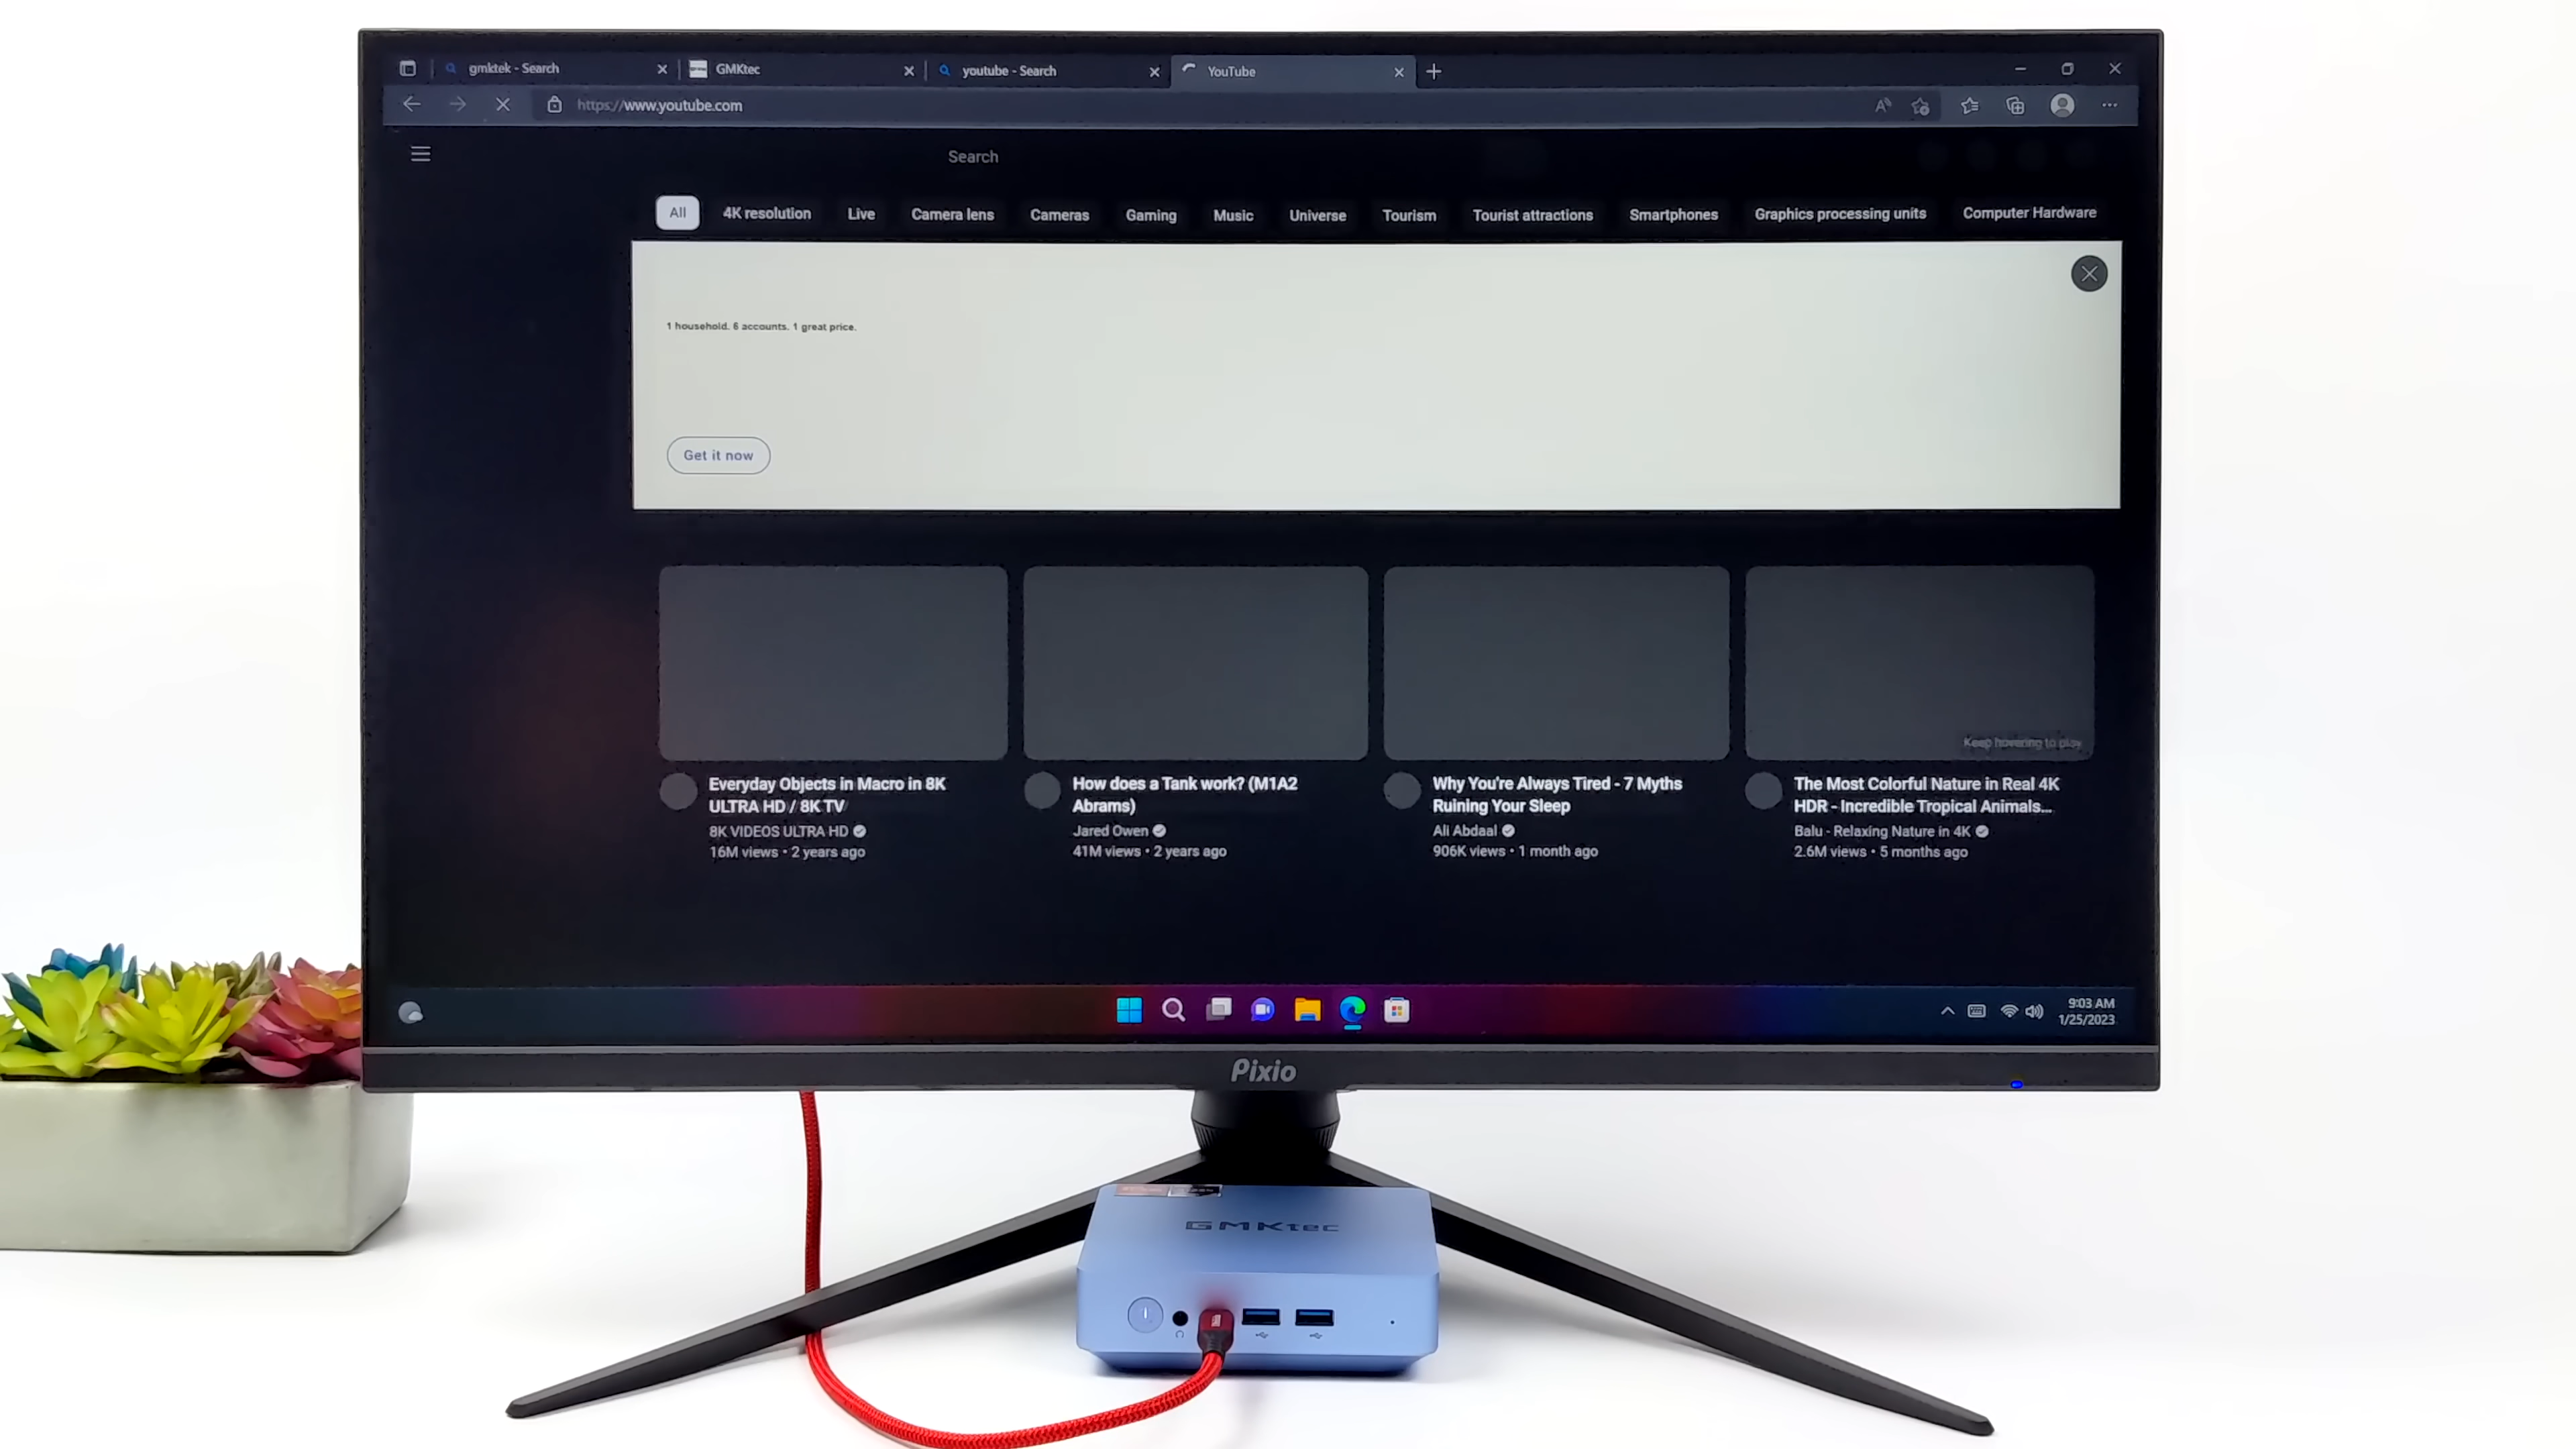 gmktek - Search
GMKtec
youtube - Search
YouTube
https://www.youtube.com
Search
All
4K resolution
Live
Camera lens
Cameras
Gaming
Music
Universe
Tourism
Tourist attractions
Smartphones
Graphics processing units
Computer Hardware
1 household. 6 accounts. 1 great price.
Get it now
Keep hovering to play
Everyday Objects in Macro in 8K
ULTRA HD / 8K TV
8K VIDEOS ULTRA HD
16M views • 2 years ago
How does a Tank work? (M1A2
Abrams)
Jared Owen
41M views • 2 years ago
Why You're Always Tired - 7 Myths
Ruining Your Sleep
Ali Abdaal
906K views • 1 month ago
The Most Colorful Nature in Real 4K
HDR - Incredible Tropical Animals...
Balu - Relaxing Nature in 4K
2.6M views • 5 months ago
9:03 AM
1/25/2023
Pixio
GMKtec